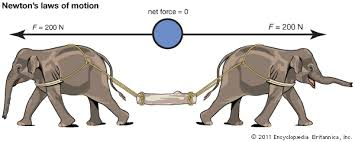 Newton's laws of motion
net force = 0
F = 200 N
F = 200 N
© 2011 Encyclopædia Britannica, Inc.